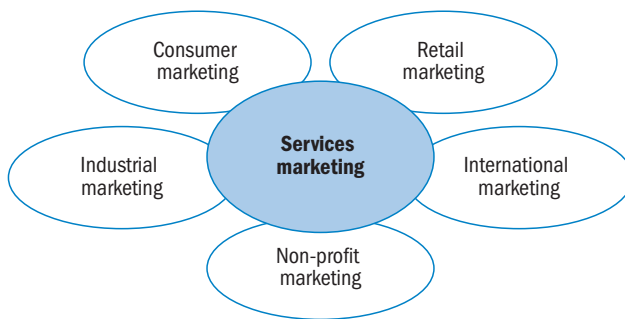 Consumer
marketing
Retail
marketing
Services
marketing
Industrial
marketing
International
marketing
Non-profit
marketing